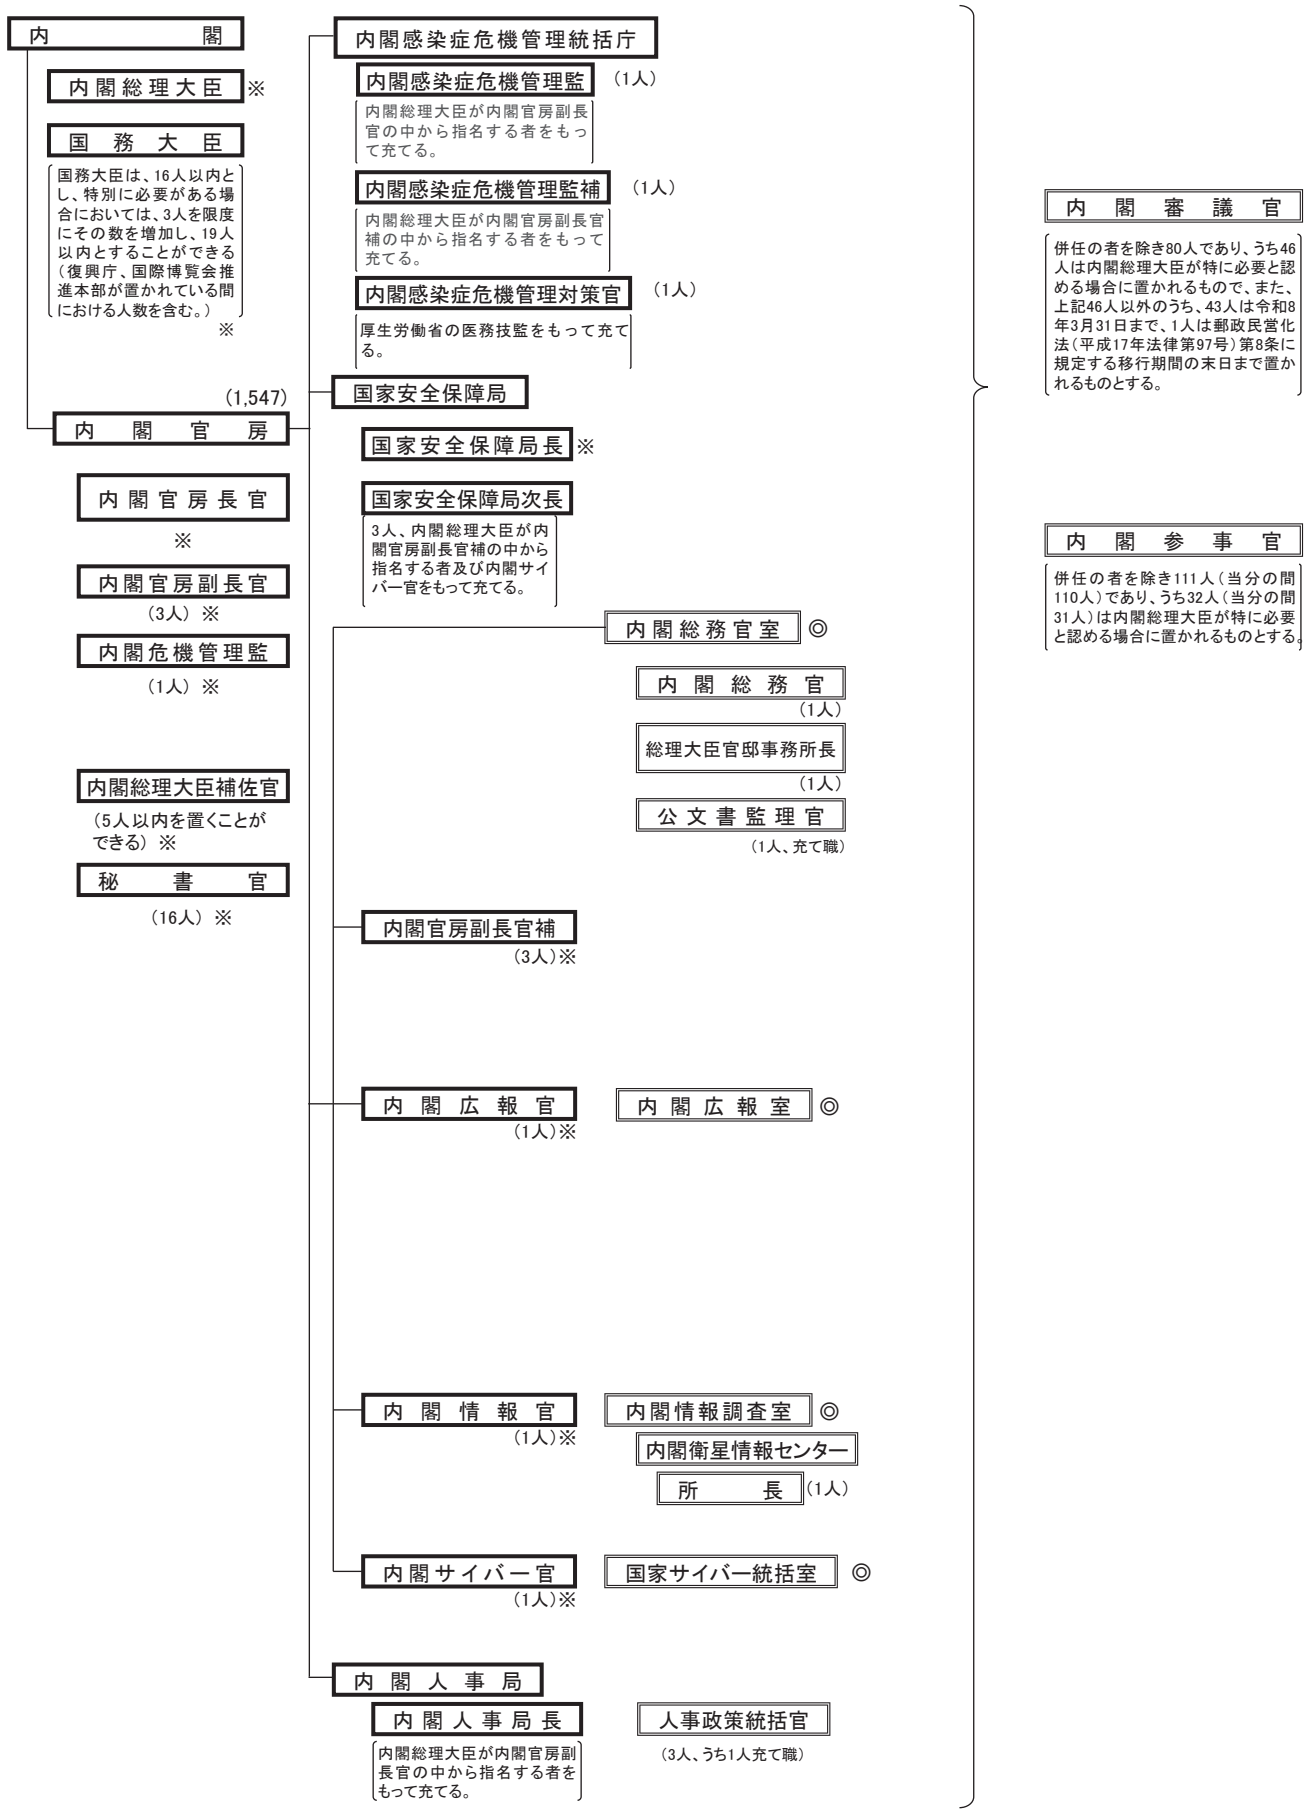 内閣
内閣総理大臣 ※
国務大臣
国務大臣は、16人以内と
し、特別に必要がある場
合においては、3人を限度
にその数を増加し、19人
以内とすることができる
（復興庁、国際博覧会推
進本部が置かれている間
における人数を含む。）
※
(1,547)
内閣官房
内閣官房長官
※
内閣官房副長官
（3人）※
内閣危機管理監
（1人）※
内閣総理大臣補佐官
（5人以内を置くことが
できる）※
秘書官
（16人）※
内閣感染症危機管理統括庁
内閣感染症危機管理監 （1人）
内閣総理大臣が内閣官房副長
官の中から指名する者をもっ
て充てる。
内閣感染症危機管理監補 （1人）
内閣総理大臣が内閣官房副長官
補の中から指名する者をもって
充てる。
内閣感染症危機管理対策官 （1人）
厚生労働省の医務技監をもって充て
る。
国家安全保障局
国家安全保障局長 ※
国家安全保障局次長
3人、内閣総理大臣が内
閣官房副長官補の中から
指名する者及び内閣サイ
バー官をもって充てる。
内閣総務官室 ◎
内閣総務官
（1人）
総理大臣官邸事務所長
（1人）
公文書監理官
（1人、充て職）
内閣官房副長官補
（3人）※
内閣広報官 内閣広報室 ◎
（1人）※
内閣情報官 内閣情報調査室 ◎
（1人）※
内閣衛星情報センター
所長 （1人）
内閣サイバー官 国家サイバー統括室 ◎
（1人）※
内閣人事局
内閣人事局長 人事政策統括官
（3人、うち1人充て職）
内閣総理大臣が内閣官房副
長官の中から指名する者を
もって充てる。
内閣審議官
併任の者を除き80人であり、うち46
人は内閣総理大臣が特に必要と認
める場合に置かれるもので、また、
上記46人以外のうち、43人は令和8
年3月31日まで、1人は郵政民営化
法（平成17年法律第97号）第8条に
規定する移行期間の末日まで置か
れるものとする。
内閣参事官
併任の者を除き111人（当分の間
110人）であり、うち32人（当分の間
31人）は内閣総理大臣が特に必要
と認める場合に置かれるものとする。